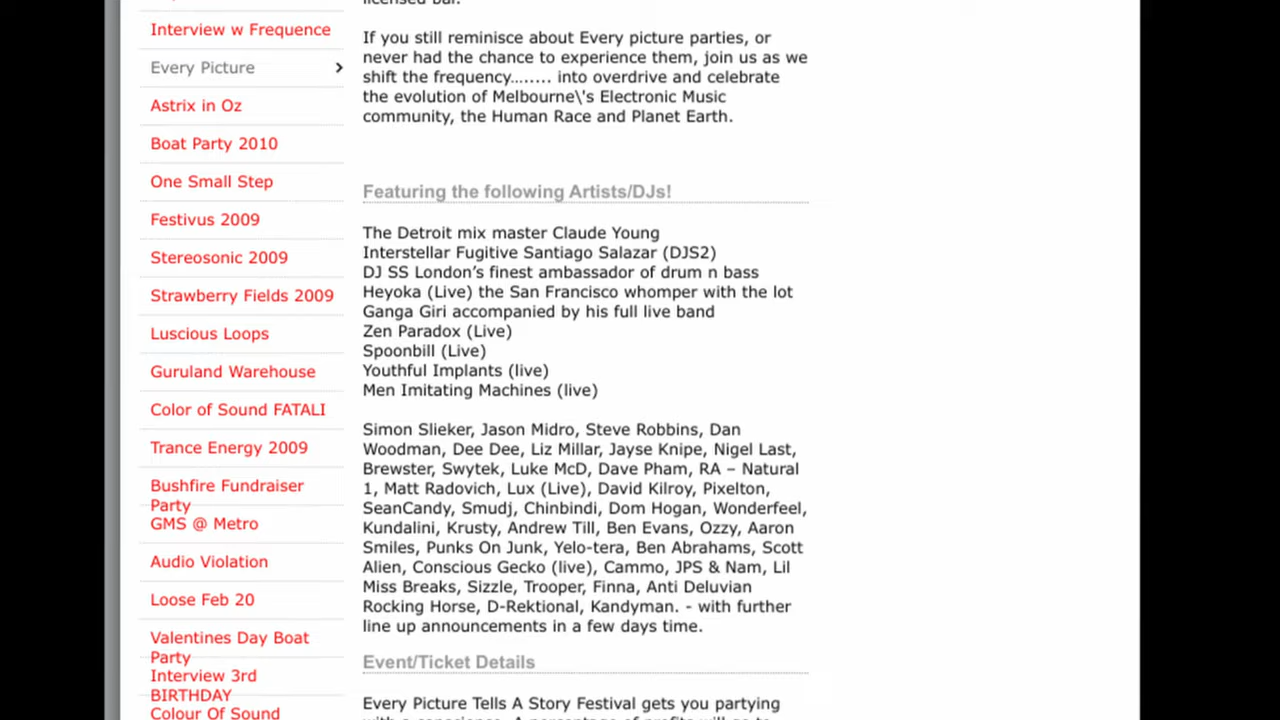 Interview w Frequence
Every Picture
Astrix in Oz
Boat Party 2010
One Small Step
Festivus 2009
Stereosonic 2009
Strawberry Fields 2009
Luscious Loops
Guruland Warehouse
Color of Sound FATALI
Trance Energy 2009
Bushfire Fundraiser
Party
GMS @ Metro
Audio Violation
Loose Feb 20
Valentines Day Boat
Party
Interview 3rd
BIRTHDAY
Colour Of Sound
licensed bar.
If you still reminisce about Every picture parties, or
never had the chance to experience them, join us as we
shift the frequency…..... into overdrive and celebrate
the evolution of Melbourne\'s Electronic Music
community, the Human Race and Planet Earth.
Featuring the following Artists/DJs!
The Detroit mix master Claude Young
Interstellar Fugitive Santiago Salazar (DJS2)
DJ SS London’s finest ambassador of drum n bass
Heyoka (Live) the San Francisco whomper with the lot
Ganga Giri accompanied by his full live band
Zen Paradox (Live)
Spoonbill (Live)
Youthful Implants (live)
Men Imitating Machines (live)
Simon Slieker, Jason Midro, Steve Robbins, Dan
Woodman, Dee Dee, Liz Millar, Jayse Knipe, Nigel Last,
Brewster, Swytek, Luke McD, Dave Pham, RA – Natural
1, Matt Radovich, Lux (Live), David Kilroy, Pixelton,
SeanCandy, Smudj, Chinbindi, Dom Hogan, Wonderfeel,
Kundalini, Krusty, Andrew Till, Ben Evans, Ozzy, Aaron
Smiles, Punks On Junk, Yelo-tera, Ben Abrahams, Scott
Alien, Conscious Gecko (live), Cammo, JPS & Nam, Lil
Miss Breaks, Sizzle, Trooper, Finna, Anti Deluvian
Rocking Horse, D-Rektional, Kandyman. - with further
line up announcements in a few days time.
Event/Ticket Details
Every Picture Tells A Story Festival gets you partying
with a conscience. A percentage of profits will go to